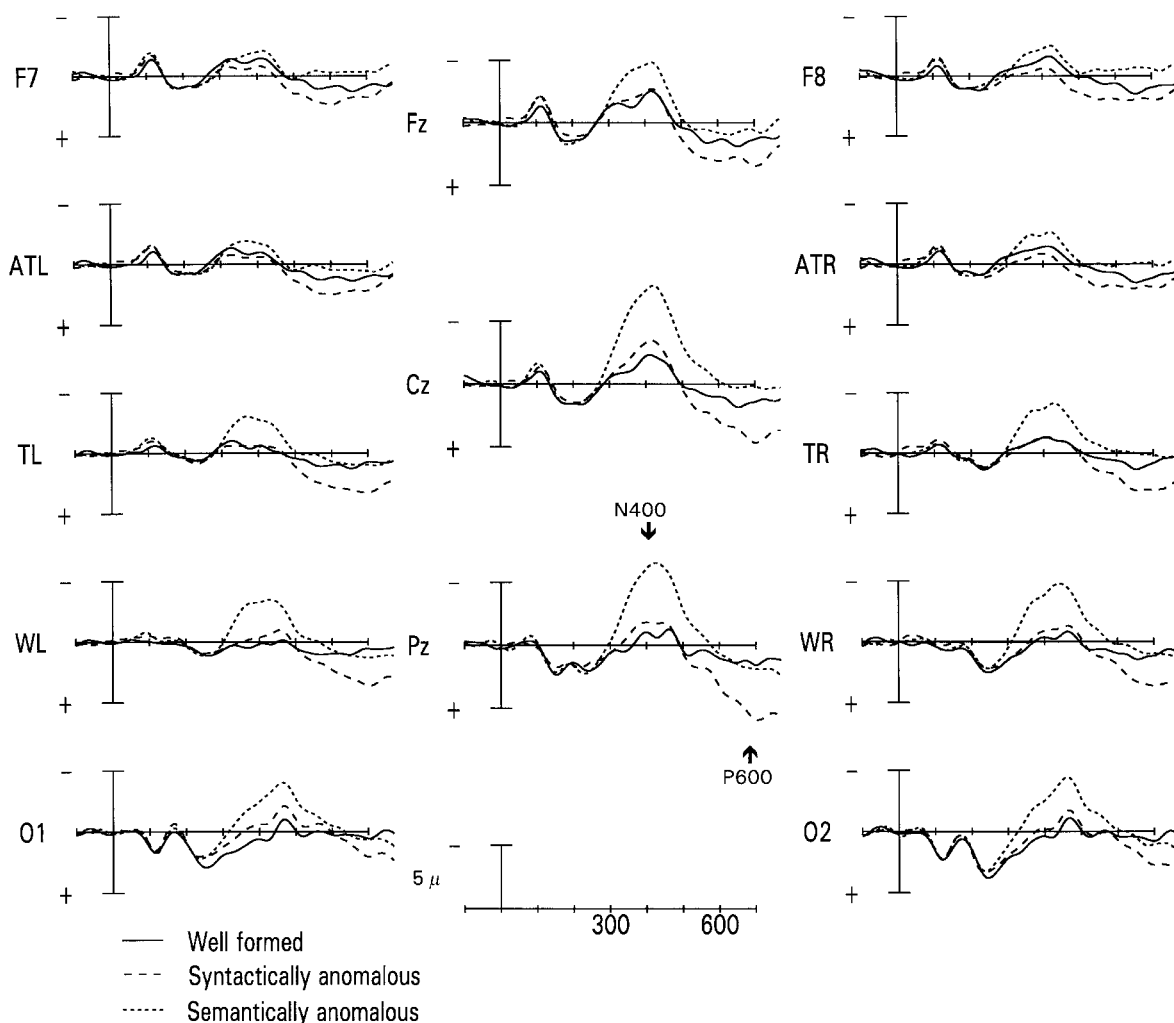 F7
Fz
F8
ATL
ATR
Cz
TL
TR
N400
WL
Pz
WR
P600
O1
O2
5 μ
300 600
Well formed
Syntactically anomalous
Semantically anomalous